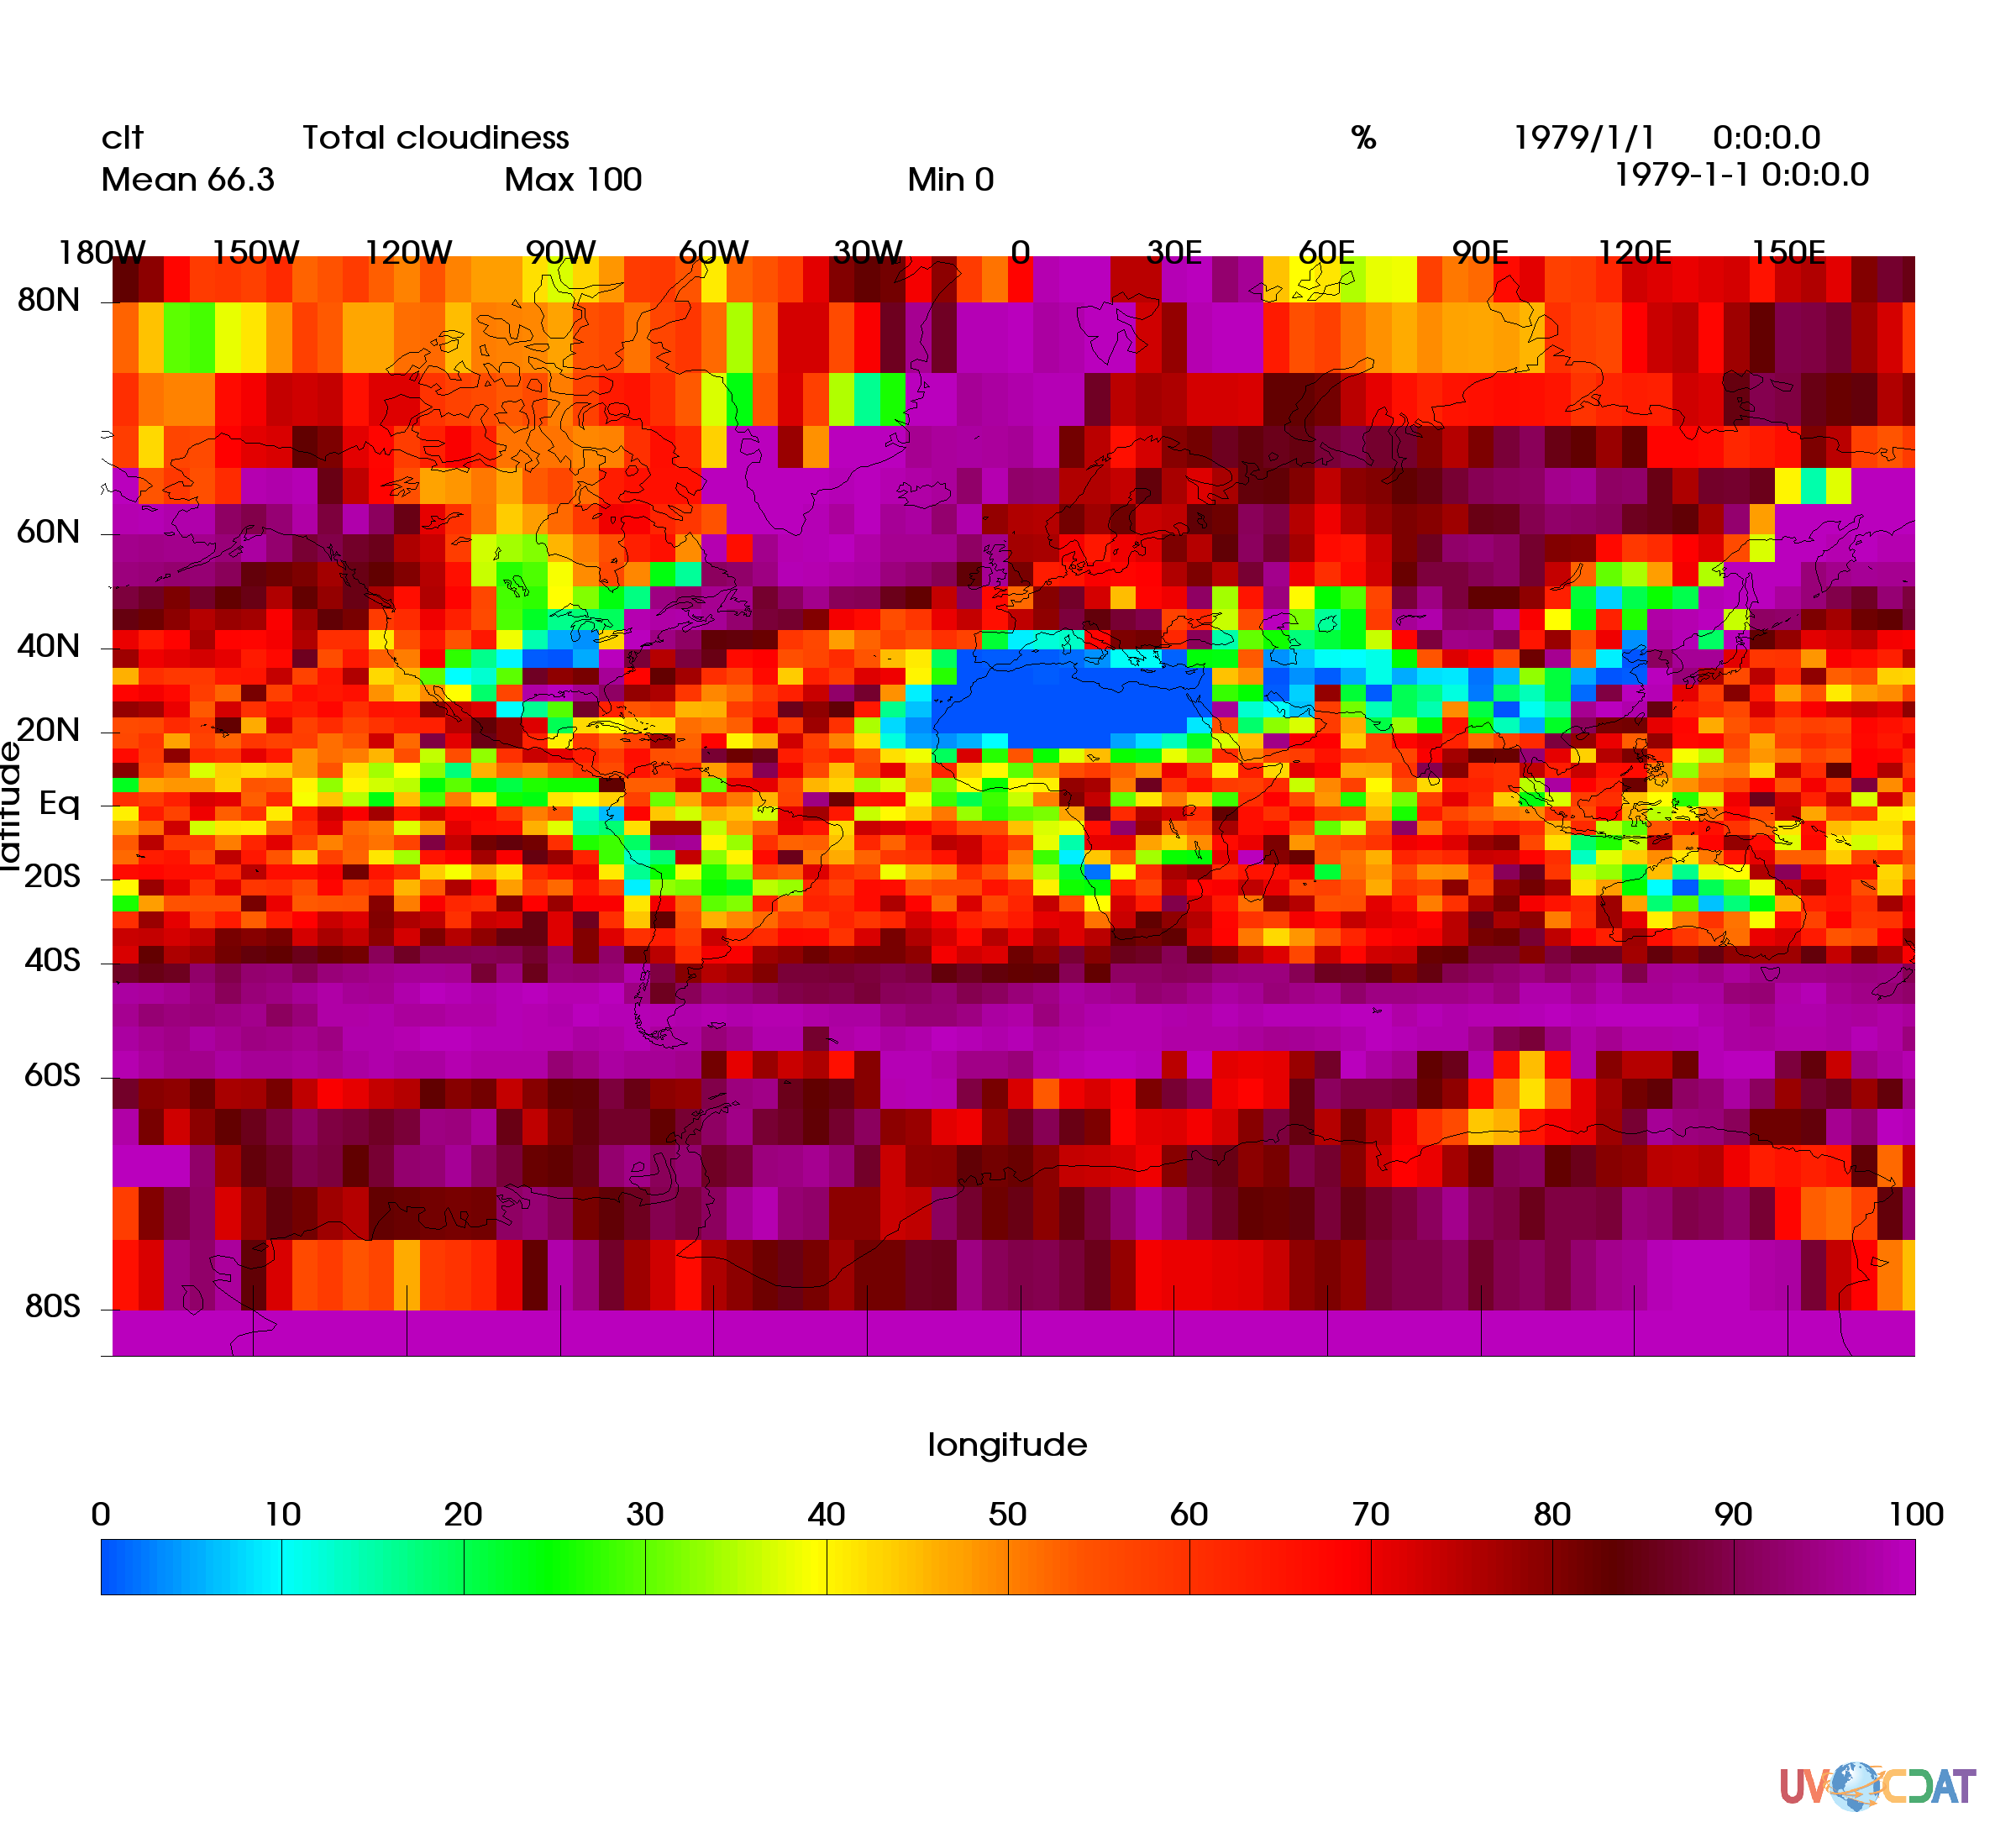 clt Total cloudiness % 1979/1/1 0:0:0.0
Mean 66.3 Max 100 Min 0 1979-1-1 0:0:0.0
180W 150W 120W 90W 60W 30W 0 30E 60E 90E 120E 150E
80N
60N
40N
20N
latitude
Eq
20S
40S
60S
80S
longitude
0 10 20 30 40 50 60 70 80 90 100
UV CDAT